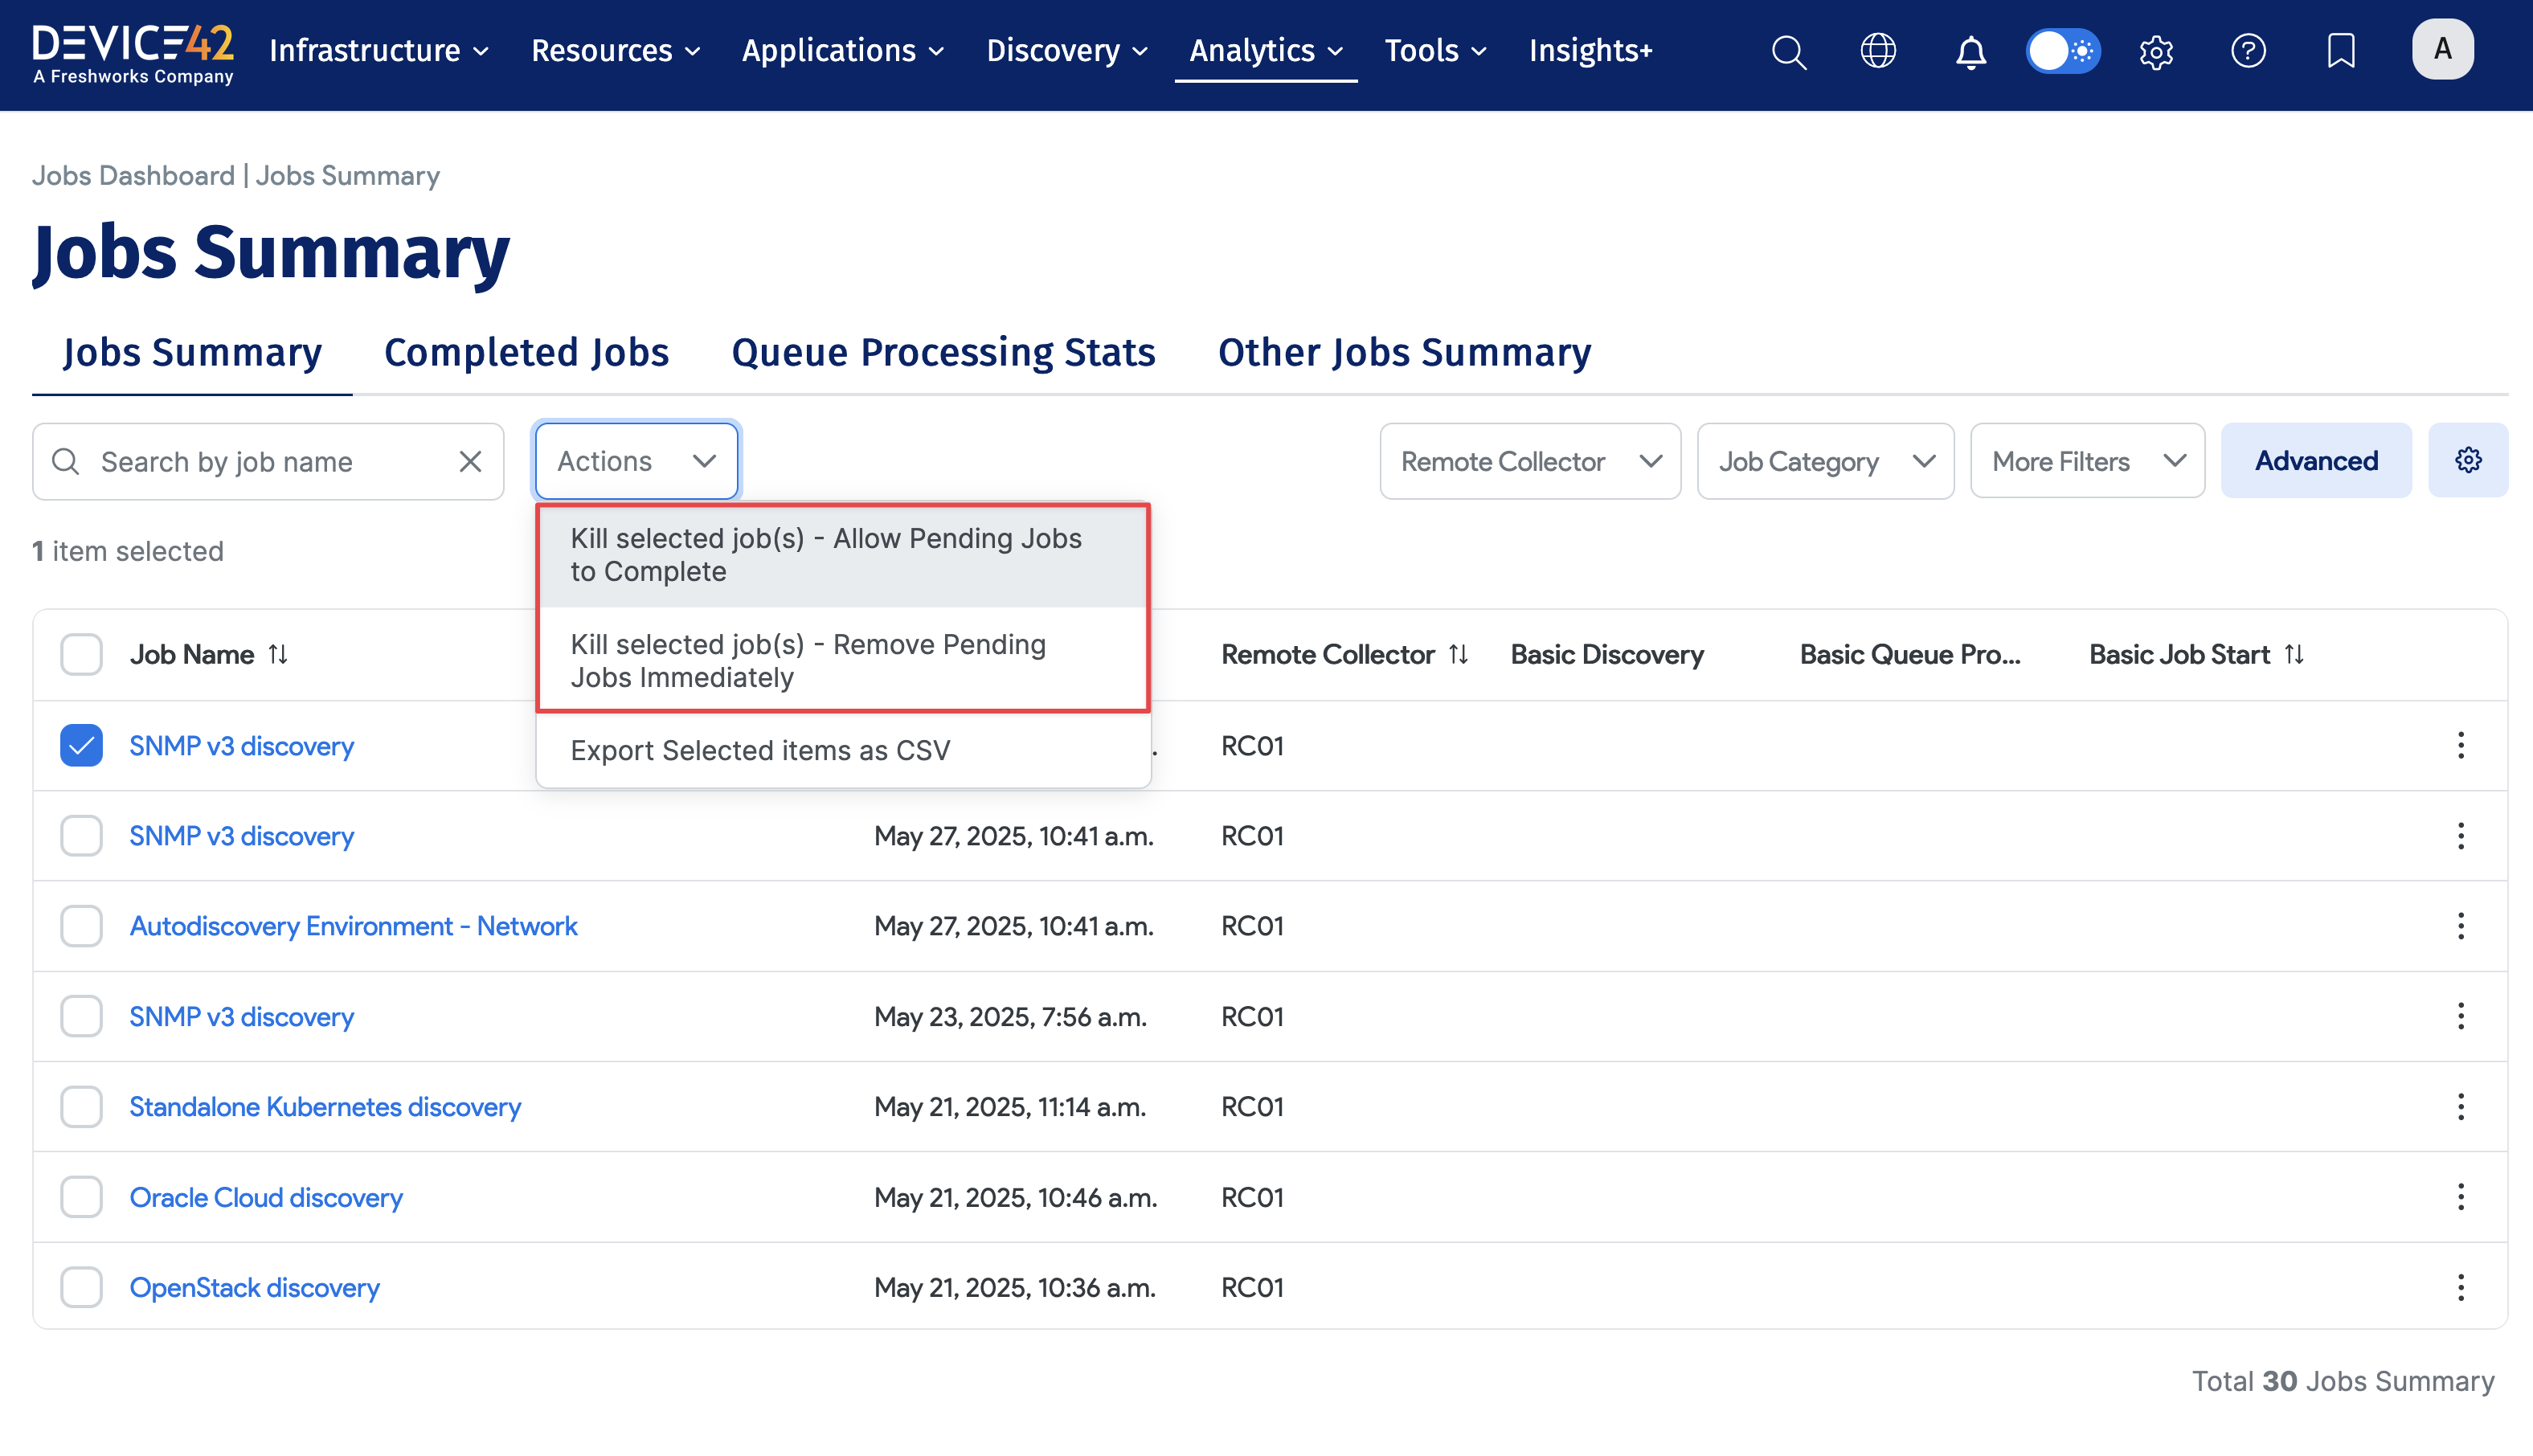 DEVICE42
A Freshworks Company
Infrastructure
Resources
Applications
Discovery
Analytics
Tools
Insights+
A
Jobs Dashboard | Jobs Summary
Jobs Summary
Jobs Summary
Completed Jobs
Queue Processing Stats
Other Jobs Summary
Search by job name
Actions
Remote Collector
Job Category
More Filters
Advanced
Kill selected job(s) - Allow Pending Jobs
to Complete
Kill selected job(s) - Remove Pending
Jobs Immediately
Export Selected items as CSV
1 item selected
Job Name
Remote Collector
Basic Discovery
Basic Queue Pro...
Basic Job Start
SNMP v3 discovery
RC01
SNMP v3 discovery
May 27, 2025, 10:41 a.m.
RC01
Autodiscovery Environment - Network
May 27, 2025, 10:41 a.m.
RC01
SNMP v3 discovery
May 23, 2025, 7:56 a.m.
RC01
Standalone Kubernetes discovery
May 21, 2025, 11:14 a.m.
RC01
Oracle Cloud discovery
May 21, 2025, 10:46 a.m.
RC01
OpenStack discovery
May 21, 2025, 10:36 a.m.
RC01
Total 30 Jobs Summary